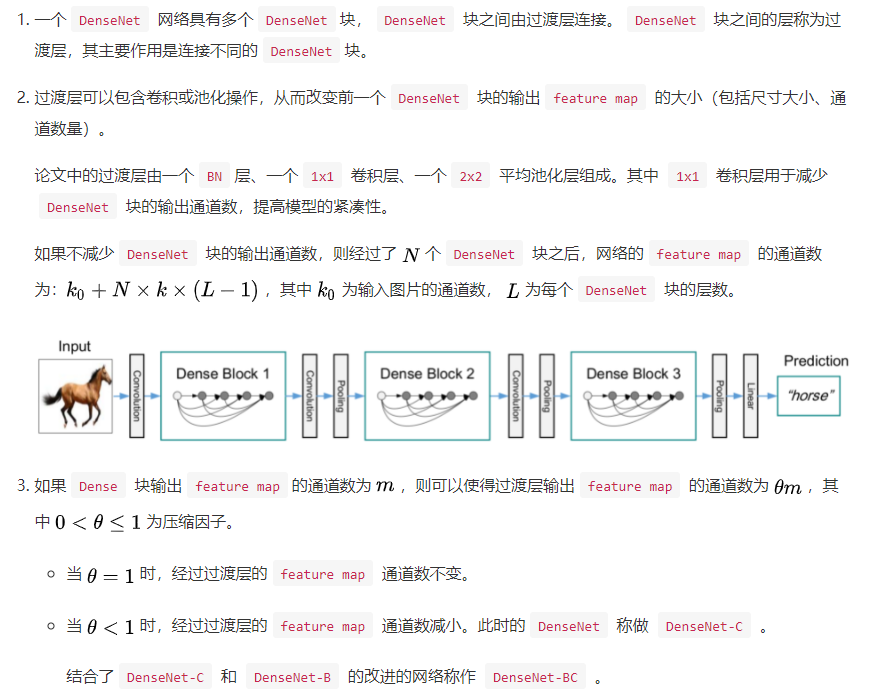 1. 一个 DenseNet 网络具有多个 DenseNet 块， DenseNet 块之间由过渡层连接。 DenseNet 块之间的层称为过
渡层，其主要作用是连接不同的 DenseNet 块。
2. 过渡层可以包含卷积或池化操作，从而改变前一个 DenseNet 块的输出 feature map 的大小（包括尺寸大小、通
道数量）。
论文中的过渡层由一个 BN 层、一个 1x1 卷积层、一个 2x2 平均池化层组成。其中 1x1 卷积层用于减少
DenseNet 块的输出通道数，提高模型的紧凑性。
如果不减少 DenseNet 块的输出通道数，则经过了 N 个 DenseNet 块之后，网络的 feature map 的通道数
为：k₀ + N × k × (L − 1) ，其中 k₀ 为输入图片的通道数， L 为每个 DenseNet 块的层数。
Input
Convolution
Dense Block 1
Convolution
Pooling
Dense Block 2
Convolution
Pooling
Dense Block 3
Pooling
Linear
Prediction
"horse"
3. 如果 Dense 块输出 feature map 的通道数为 m ，则可以使得过渡层输出 feature map 的通道数为 θm ，其
中 0 < θ ≤ 1 为压缩因子。
当 θ = 1 时，经过过渡层的 feature map 通道数不变。
当 θ < 1 时，经过过渡层的 feature map 通道数减小。此时的 DenseNet 称做 DenseNet-C 。
结合了 DenseNet-C 和 DenseNet-B 的改进的网络称作 DenseNet-BC 。